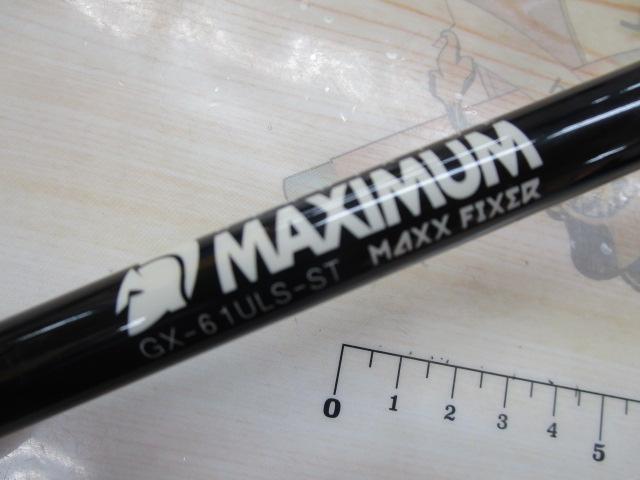 MAXIMUM
MAXX FIXER
GX-61ULS-ST
0 1 2 3 4 5